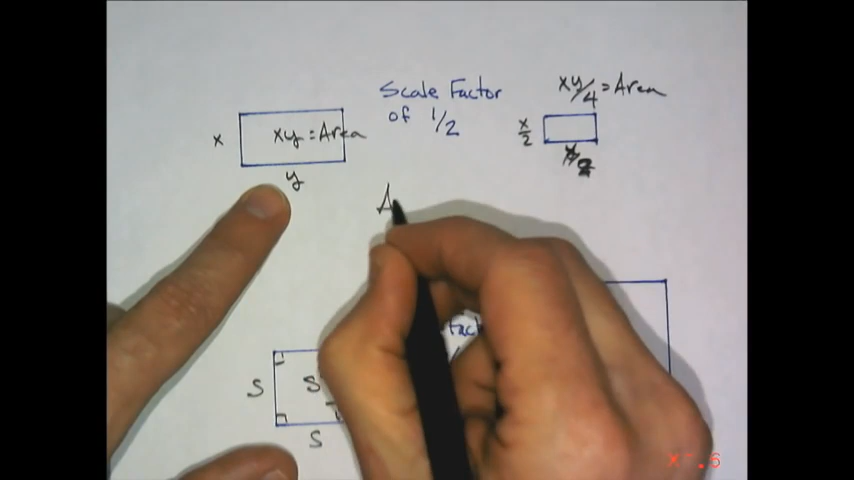 Scale Factor
of 1/2
x
xy = Area
y
xy/4 = Area
x/2
S
S
S